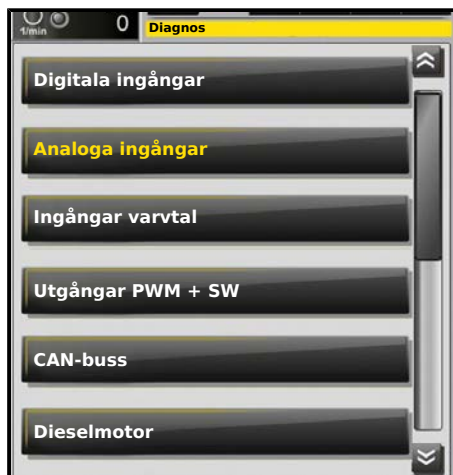 1/min 0 Diagnos
Digitala ingångar
Analoga ingångar
Ingångar varvtal
Utgångar PWM + SW
CAN-buss
Dieselmotor